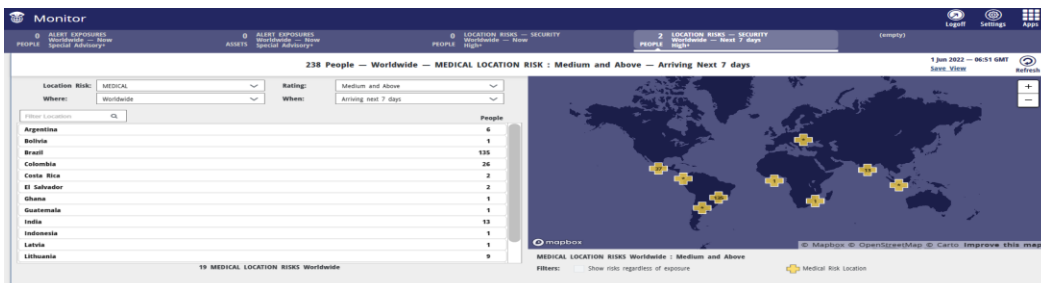 Monitor
Logoff Settings Apps
0 PEOPLE ALERT EXPOSURES Worldwide — Now Special Advisory+
0 ASSETS ALERT EXPOSURES Worldwide — Now Special Advisory+
0 PEOPLE LOCATION RISKS — SECURITY Worldwide — Now High+
2 PEOPLE LOCATION RISKS — SECURITY Worldwide — Next 7 days High+
(empty)
238 People — Worldwide — MEDICAL LOCATION RISK : Medium and Above — Arriving Next 7 days
1 Jun 2022 — 06:51 GMT
Save View
Refresh
Location Risk: MEDICAL Rating: Medium and Above
Where: Worldwide When: Arriving next 7 days
Filter Location
People
Argentina 6
Bolivia 1
Brazil 135
Colombia 26
Costa Rica 2
El Salvador 2
Ghana 1
Guatemala 1
India 13
Indonesia 1
Latvia 1
Lithuania 9
19 MEDICAL LOCATION RISKS Worldwide
+
−
mapbox
© Mapbox © OpenStreetMap © Carto Improve this map
MEDICAL LOCATION RISKS Worldwide : Medium and Above
Filters: Show risks regardless of exposure Medical Risk Location